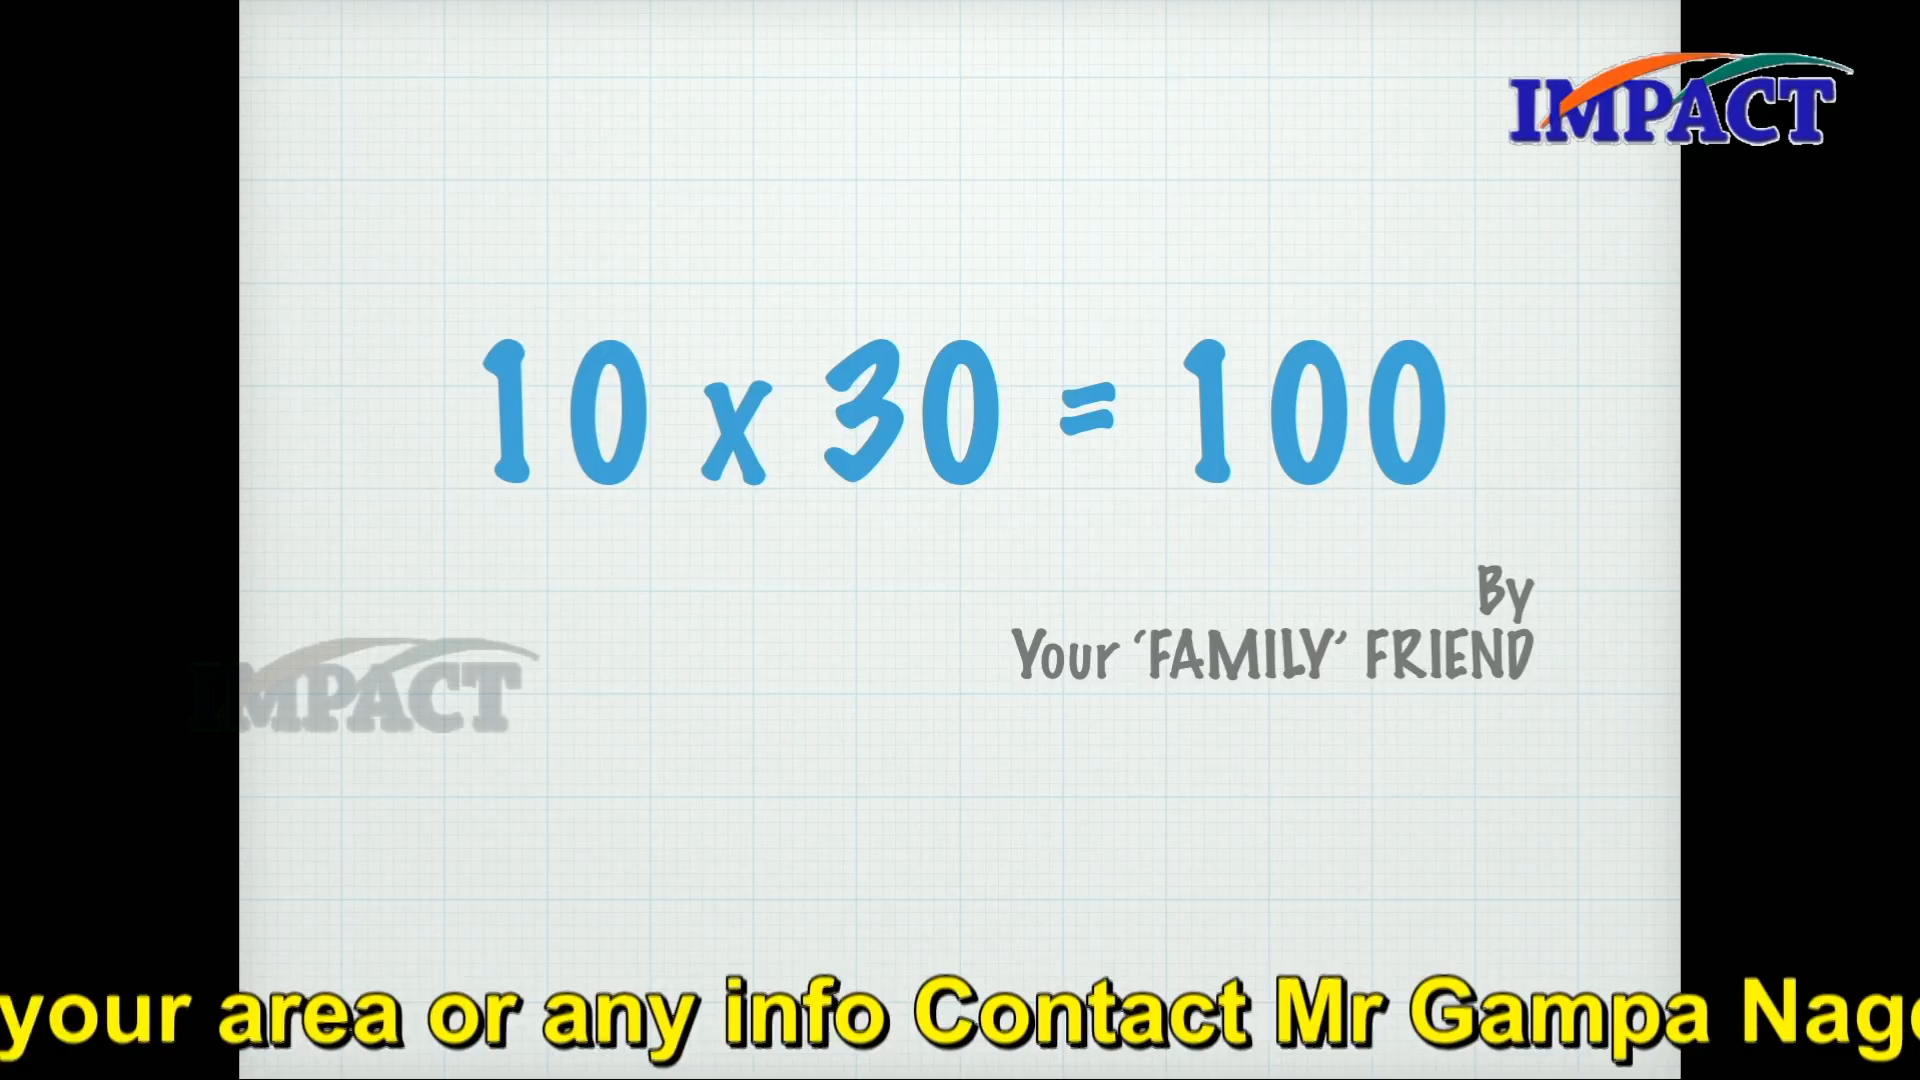 IMPACT
10 x 30 = 100
By
Your ‘FAMILY’ FRIEND
IMPACT
your area or any info Contact Mr Gampa